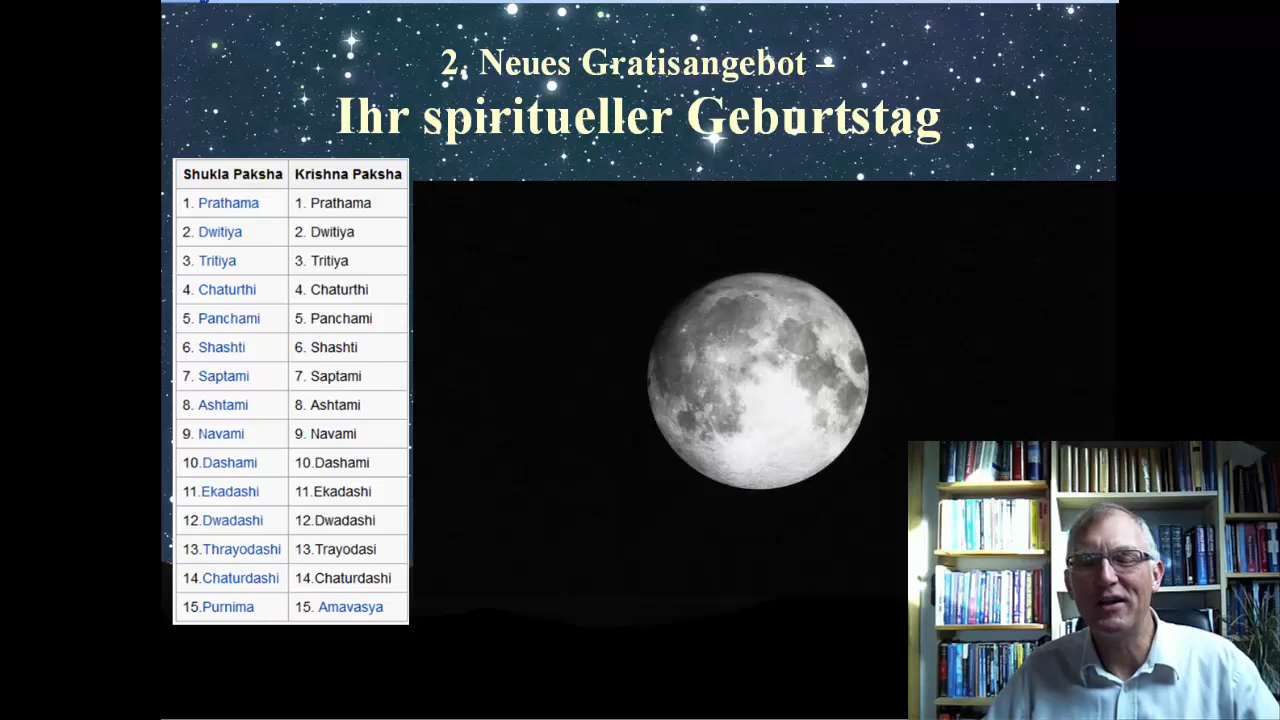 2. Neues Gratisangebot –
Ihr spiritueller Geburtstag
Shukla Paksha Krishna Paksha
1. Prathama 1. Prathama
2. Dwitiya 2. Dwitiya
3. Tritiya 3. Tritiya
4. Chaturthi 4. Chaturthi
5. Panchami 5. Panchami
6. Shashti 6. Shashti
7. Saptami 7. Saptami
8. Ashtami 8. Ashtami
9. Navami 9. Navami
10.Dashami 10.Dashami
11.Ekadashi 11.Ekadashi
12.Dwadashi 12.Dwadashi
13.Thrayodashi 13.Trayodasi
14.Chaturdashi 14.Chaturdashi
15.Purnima 15. Amavasya